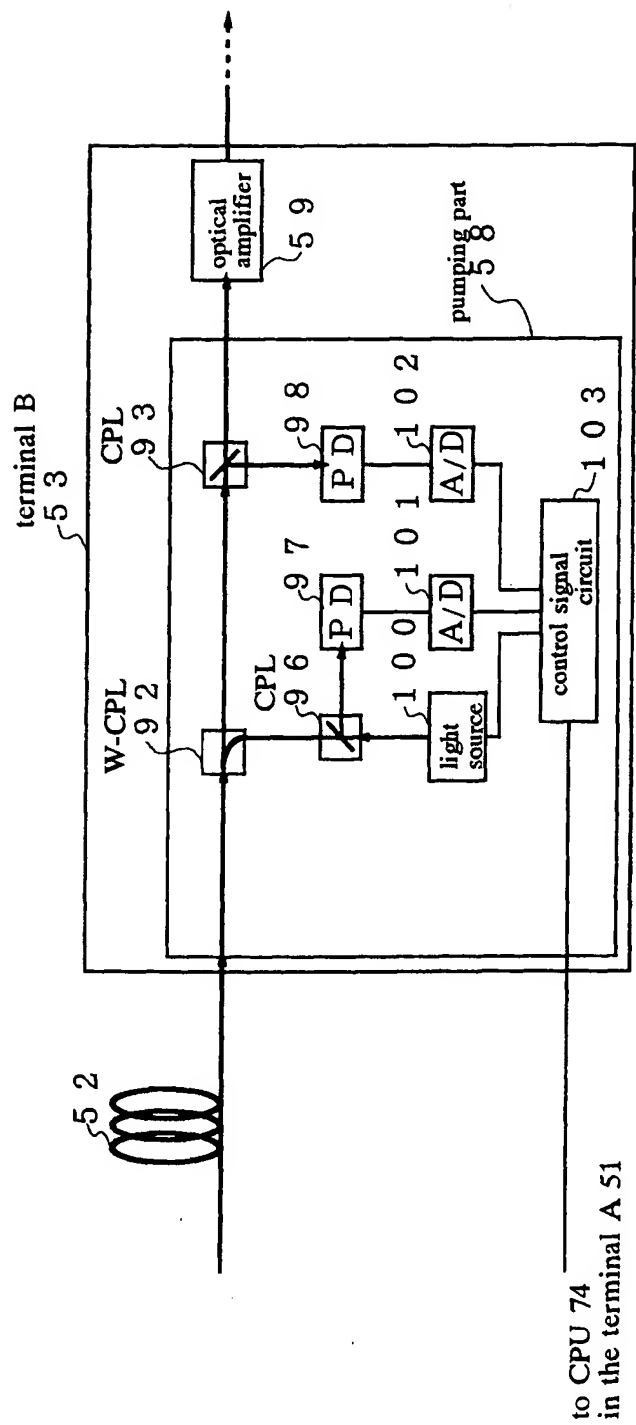 terminal B
5 3
W-CPL
9 2
CPL
9 3
optical
amplifier
5 9
5 2
CPL
9 6
P D
9 7
P D
9 8
pumping part
5 8
light
source
1 0 0
A/D
1 0 1
A/D
1 0 2
control signal
circuit
1 0 3
to CPU 74
in the terminal A 51